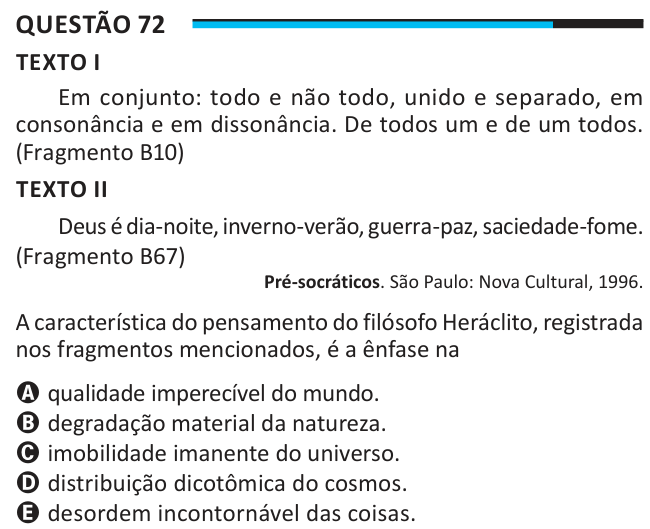 QUESTÃO 72
TEXTO I
Em conjunto: todo e não todo, unido e separado, em
consonância e em dissonância. De todos um e de um todos.
(Fragmento B10)
TEXTO II
Deus é dia-noite, inverno-verão, guerra-paz, saciedade-fome.
(Fragmento B67)
Pré-socráticos. São Paulo: Nova Cultural, 1996.
A característica do pensamento do filósofo Heráclito, registrada
nos fragmentos mencionados, é a ênfase na
A qualidade imperecível do mundo.
B degradação material da natureza.
C imobilidade imanente do universo.
D distribuição dicotômica do cosmos.
E desordem incontornável das coisas.